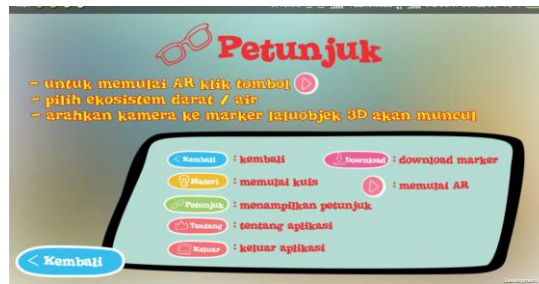 Petunjuk
- untuk memulai AR klik tombol
- pilih ekosistem darat / air
- arahkan kamera ke marker laluobjek 3D akan muncul
< Kembali : kembali
Download : download marker
Materi : memulai kuis
: memulai AR
Petunjuk : menampilkan petunjuk
Tentang : tentang aplikasi
Keluar : keluar aplikasi
< Kembali